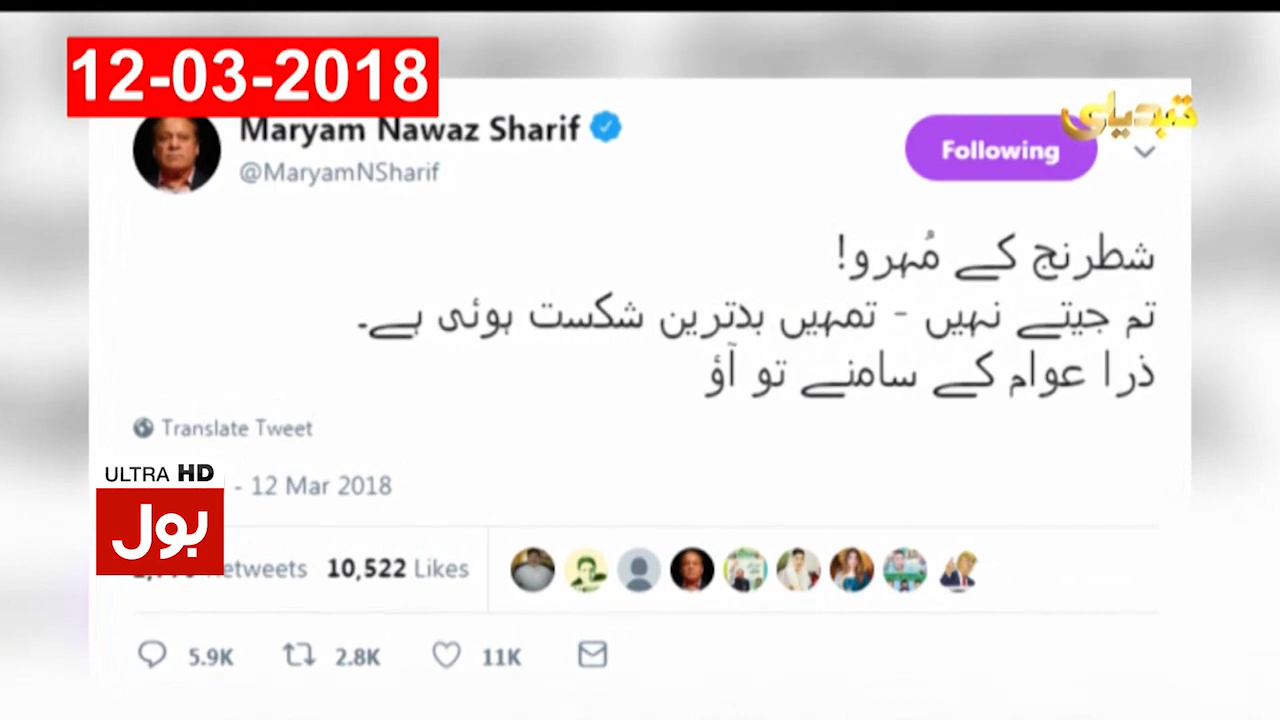 12-03-2018
تبدیلی
Maryam Nawaz Sharif
@MaryamNSharif
Following
شطرنج کے مُہرو!
تم جیتے نہیں - تمہیں بدترین شکست ہوئی ہے۔
ذرا عوام کے سامنے تو آؤ
Translate Tweet
ULTRA HD
بول
- 12 Mar 2018
10,522 Likes
5.9K 2.8K 11K